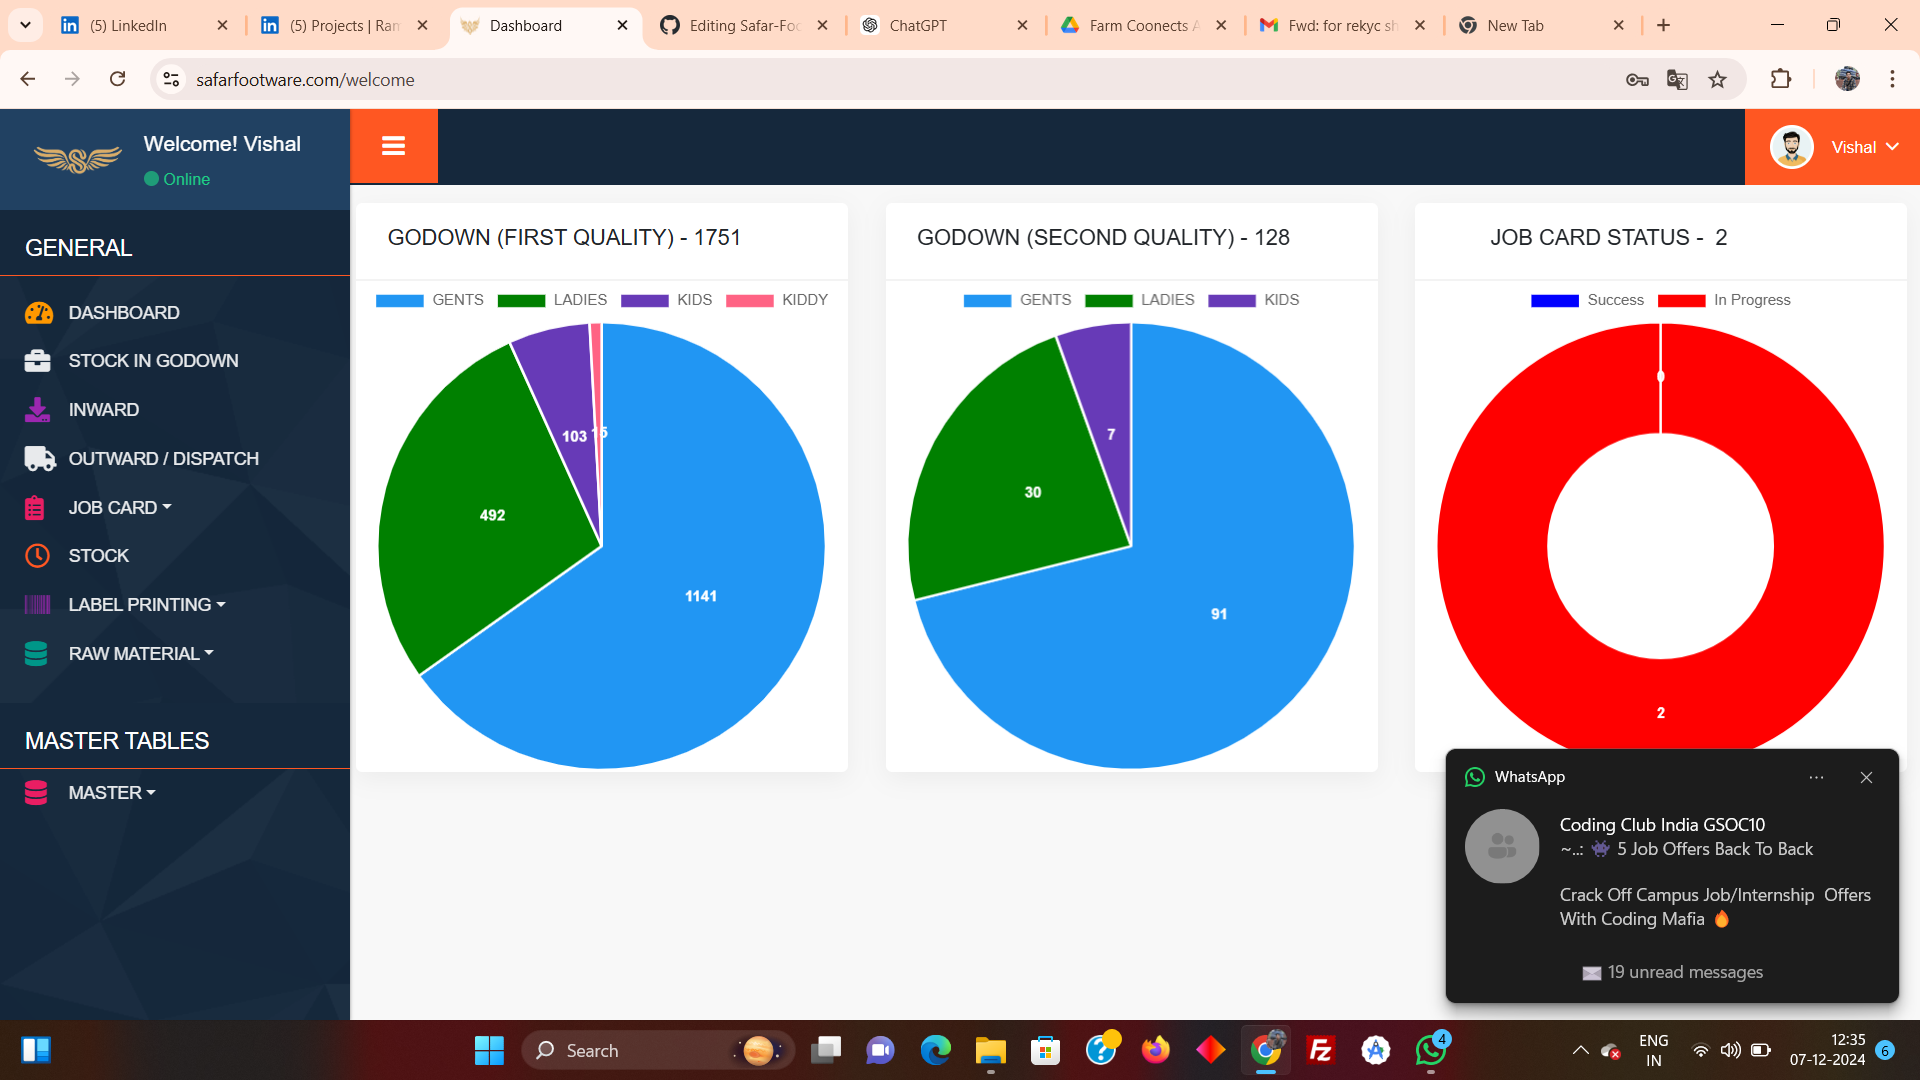 (5) LinkedIn
(5) Projects | Ran
Dashboard
Editing Safar-Foo
ChatGPT
Farm Coonects A
Fwd: for rekyc sh
New Tab
safarfootware.com/welcome
Welcome! Vishal
Online
Vishal
GENERAL
DASHBOARD
STOCK IN GODOWN
INWARD
OUTWARD / DISPATCH
JOB CARD
STOCK
LABEL PRINTING
RAW MATERIAL
MASTER TABLES
MASTER
GODOWN (FIRST QUALITY) - 1751
GENTS LADIES KIDS KIDDY
103 15
492
1141
GODOWN (SECOND QUALITY) - 128
GENTS LADIES KIDS
7
30
91
JOB CARD STATUS - 2
Success In Progress
0
2
WhatsApp
Coding Club India GSOC10
~..: 👾 5 Job Offers Back To Back
Crack Off Campus Job/Internship Offers
With Coding Mafia 🔥
19 unread messages
Search
Fz
4
ENG
IN
12:35
07-12-2024
6